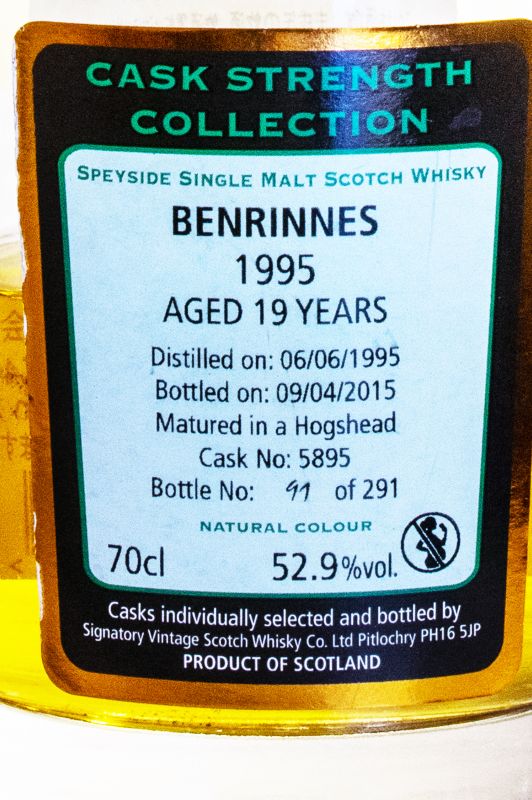 CASK STRENGTH
COLLECTION
SPEYSIDE SINGLE MALT SCOTCH WHISKY
BENRINNES
1995
AGED 19 YEARS
Distilled on: 06/06/1995
Bottled on: 09/04/2015
Matured in a Hogshead
Cask No: 5895
Bottle No: 91 of 291
NATURAL COLOUR
70cl 52.9%vol.
Casks individually selected and bottled by
Signatory Vintage Scotch Whisky Co. Ltd Pitlochry PH16 5JP
PRODUCT OF SCOTLAND